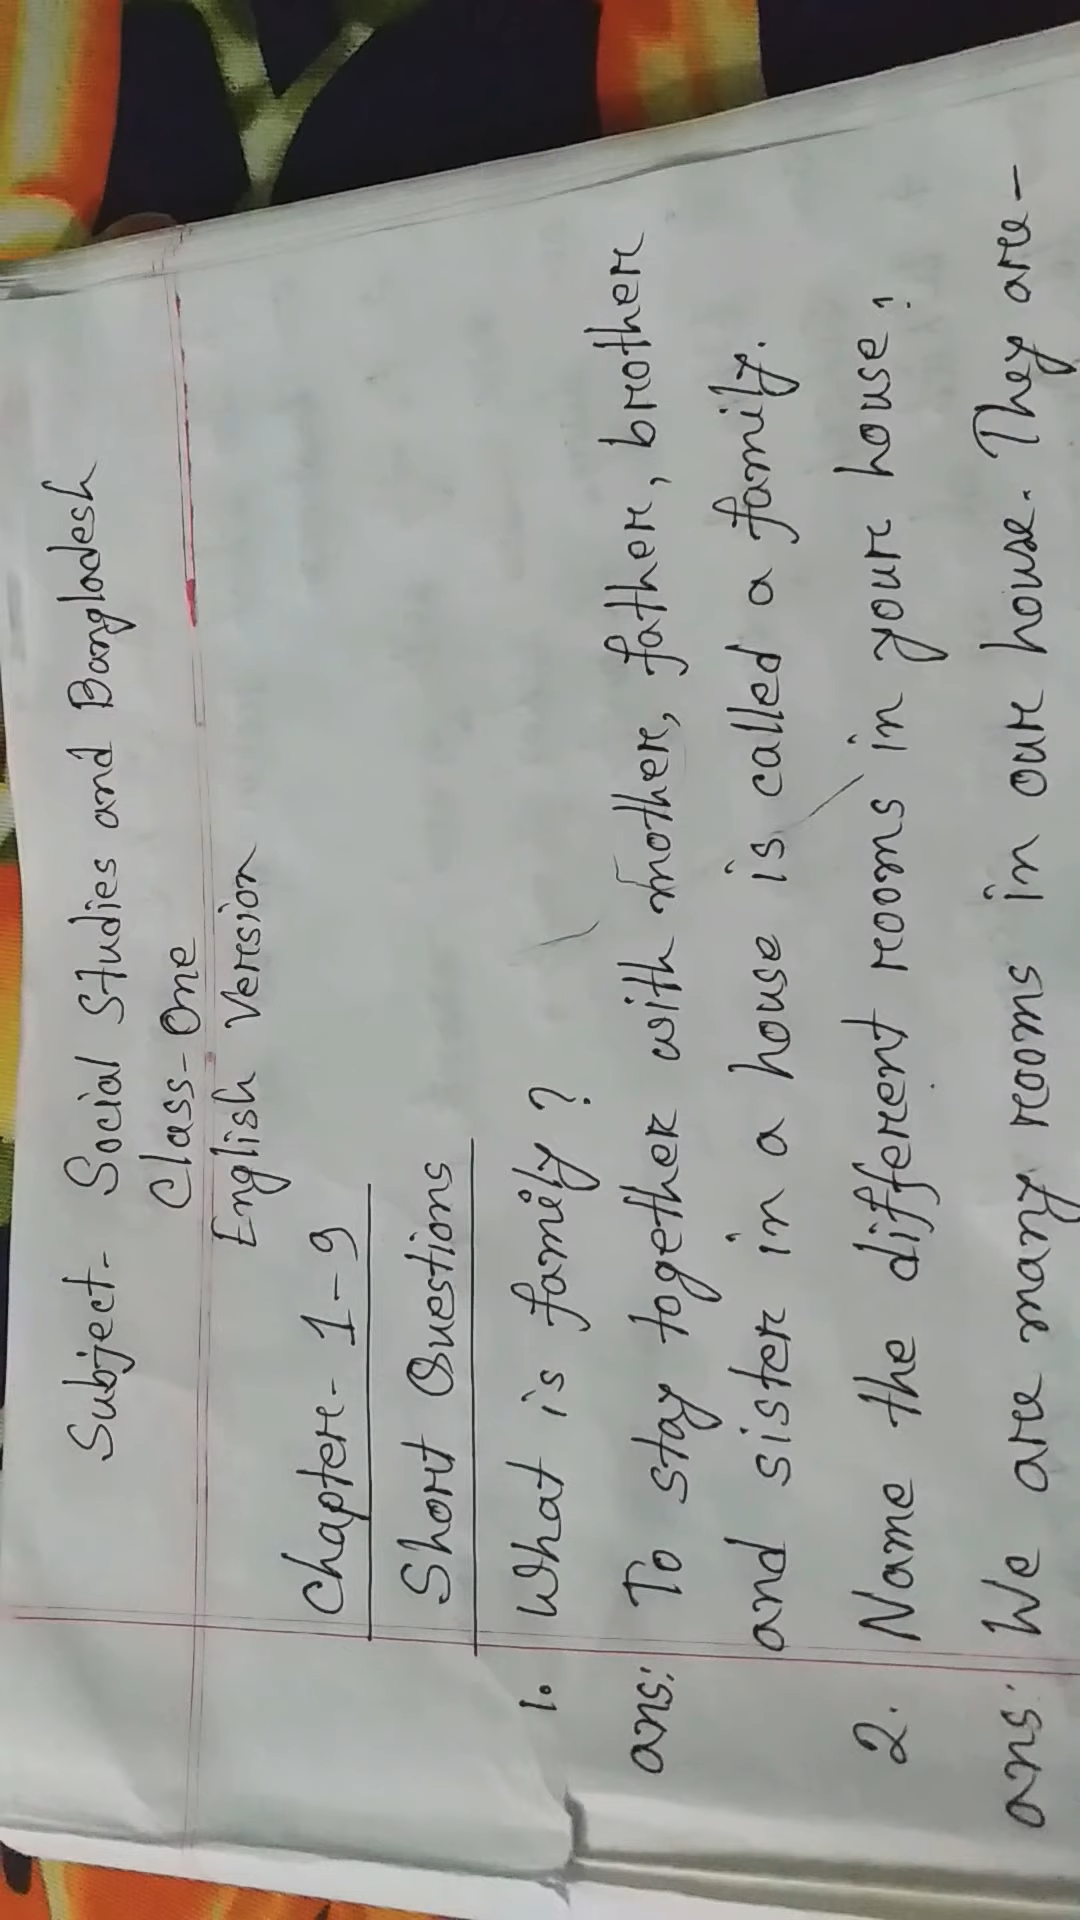 Subject- Social Studies and Bangladesh
Class-One
English Version
Chapter- 1-9
Short Questions
1. What is family?
ans: To stay together with mother, father, brother
and sister in a house is called a family.
2. Name the different rooms in your house?
ans: We are many rooms in our house. They are-